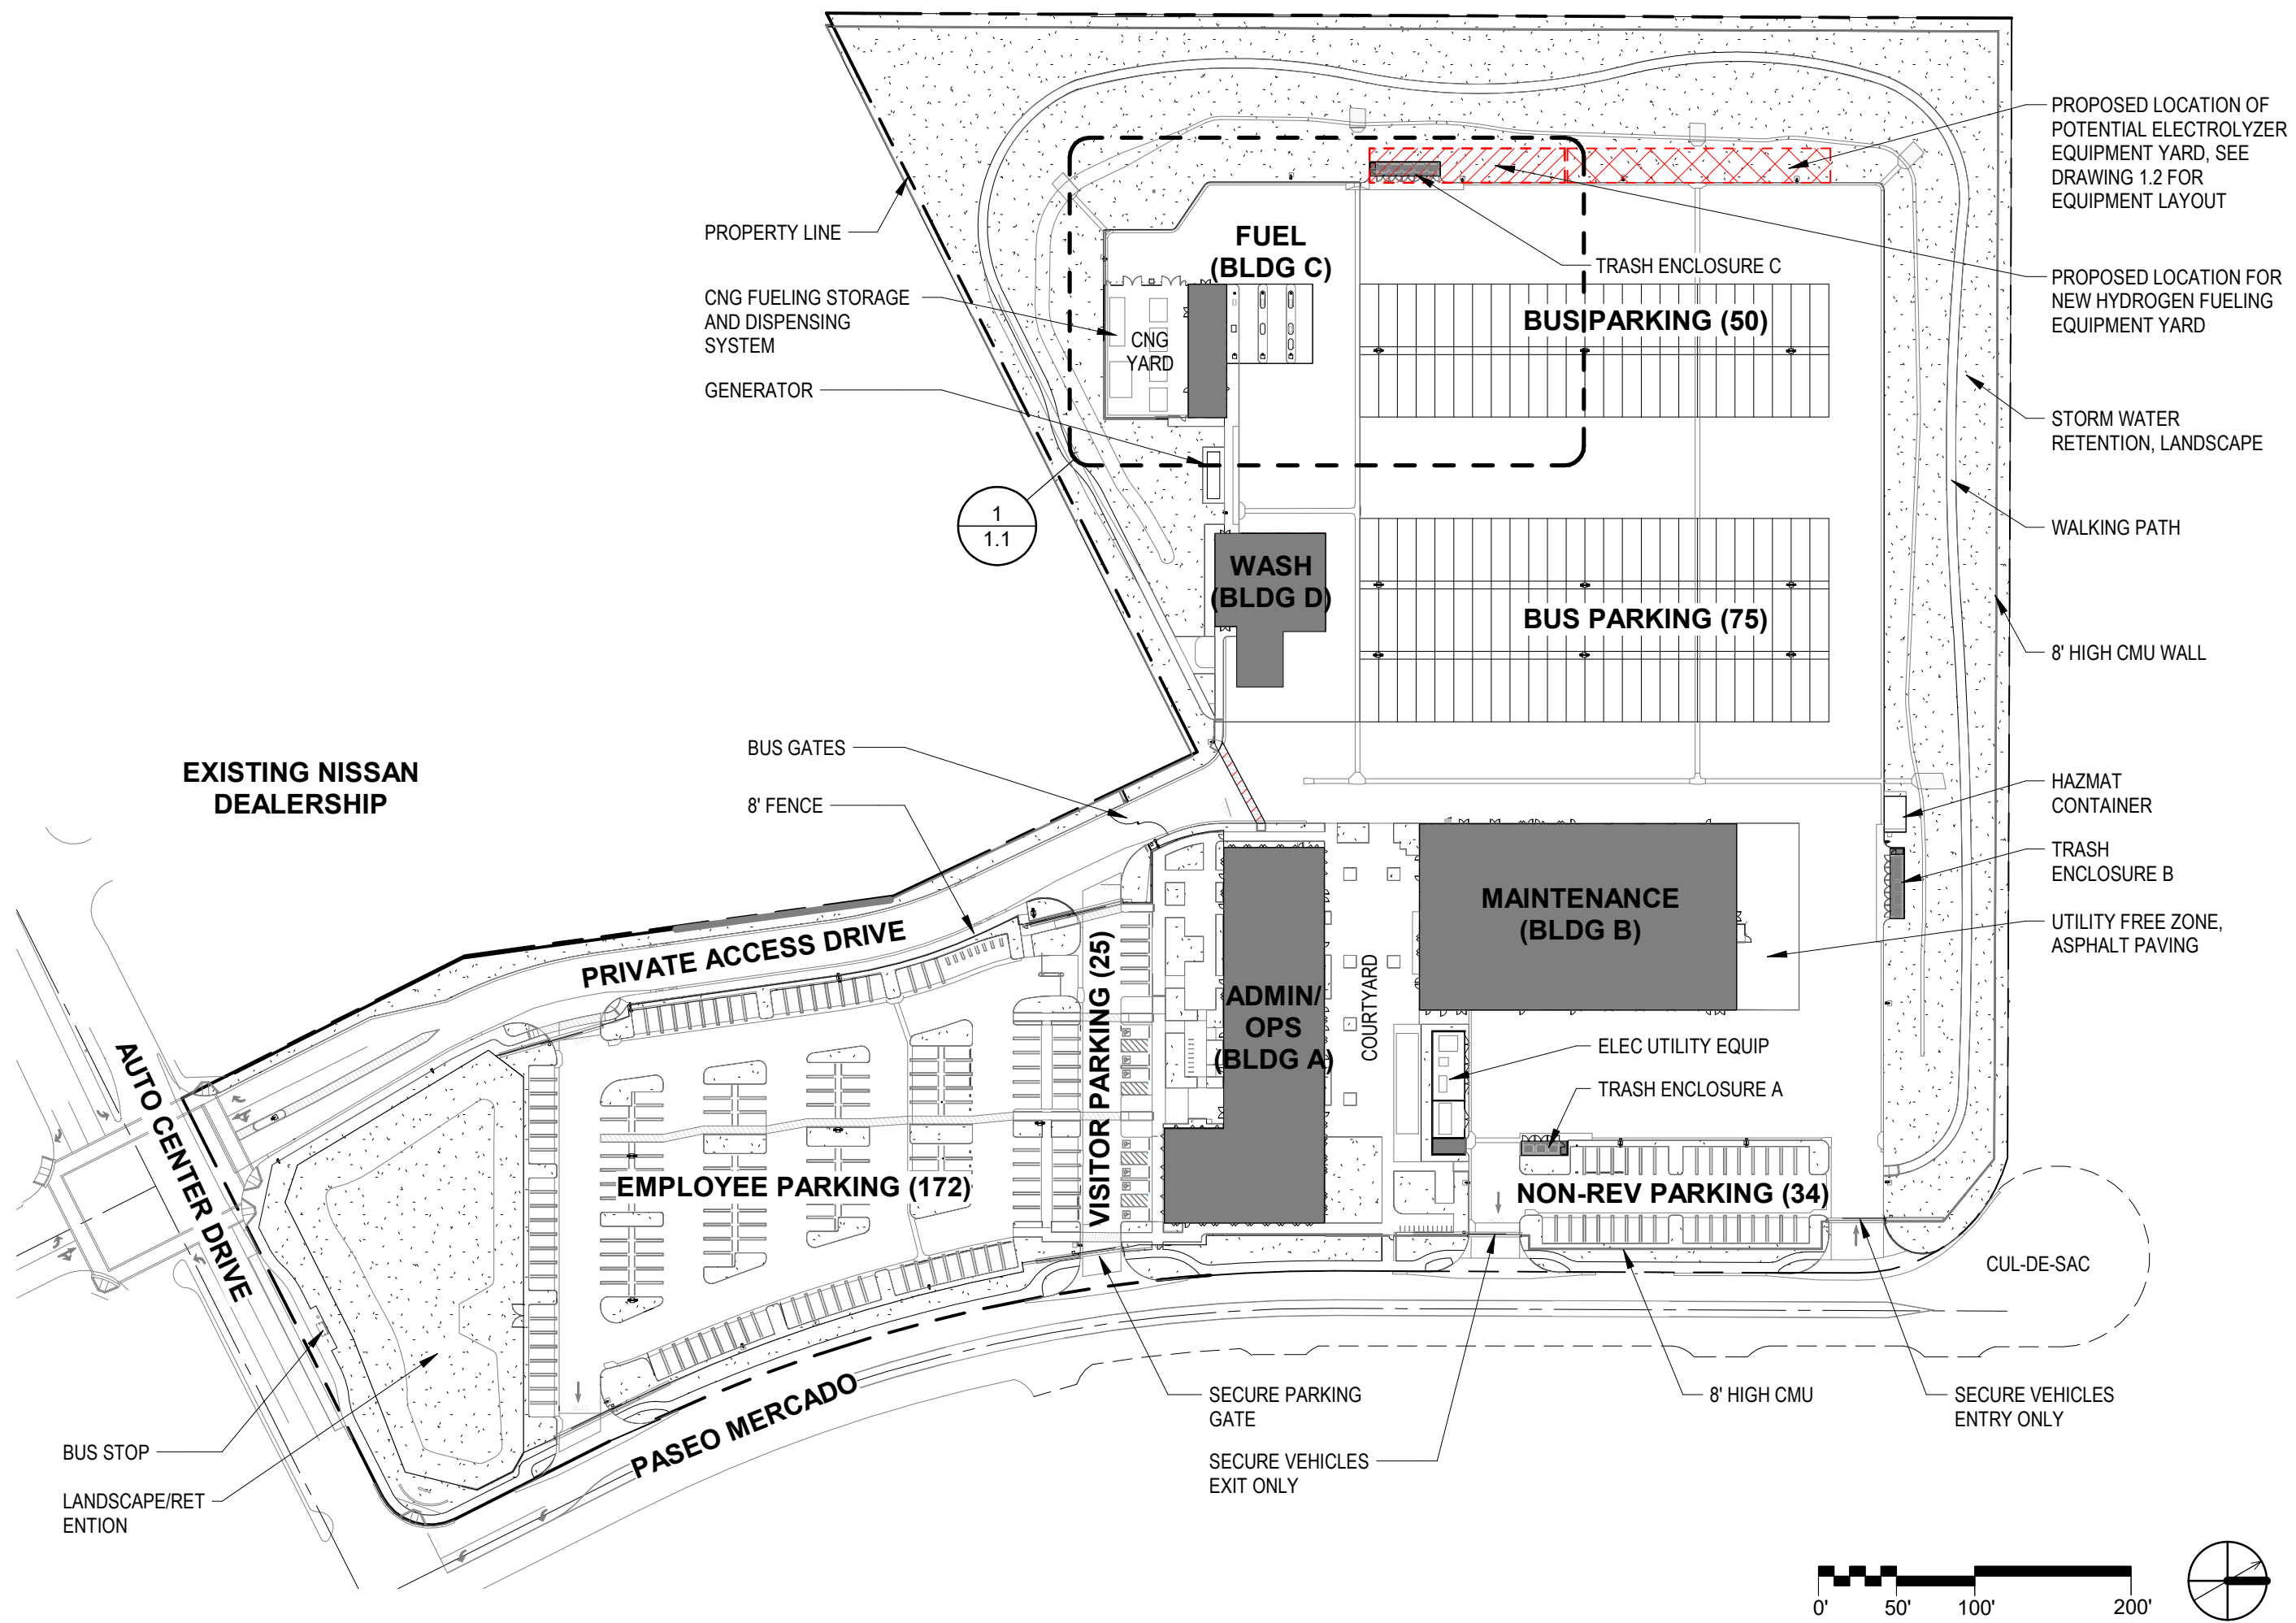 PROPOSED LOCATION OF
POTENTIAL ELECTROLYZER
EQUIPMENT YARD, SEE
DRAWING 1.2 FOR
EQUIPMENT LAYOUT
PROPERTY LINE
FUEL
(BLDG C)
TRASH ENCLOSURE C
PROPOSED LOCATION FOR
NEW HYDROGEN FUELING
EQUIPMENT YARD
CNG FUELING STORAGE
AND DISPENSING
SYSTEM
CNG
YARD
BUS PARKING (50)
GENERATOR
STORM WATER
RETENTION, LANDSCAPE
1
1.1
WALKING PATH
WASH
(BLDG D)
BUS PARKING (75)
8' HIGH CMU WALL
BUS GATES
EXISTING NISSAN
DEALERSHIP
8' FENCE
HAZMAT
CONTAINER
TRASH
ENCLOSURE B
MAINTENANCE
(BLDG B)
UTILITY FREE ZONE,
ASPHALT PAVING
PRIVATE ACCESS DRIVE
VISITOR PARKING (25)
ADMIN/
OPS
(BLDG A)
COURTYARD
ELEC UTILITY EQUIP
TRASH ENCLOSURE A
AUTO CENTER DRIVE
EMPLOYEE PARKING (172)
NON-REV PARKING (34)
CUL-DE-SAC
PASEO MERCADO
SECURE PARKING
GATE
8' HIGH CMU
SECURE VEHICLES
ENTRY ONLY
BUS STOP
SECURE VEHICLES
EXIT ONLY
LANDSCAPE/RET
ENTION
0' 50' 100' 200'